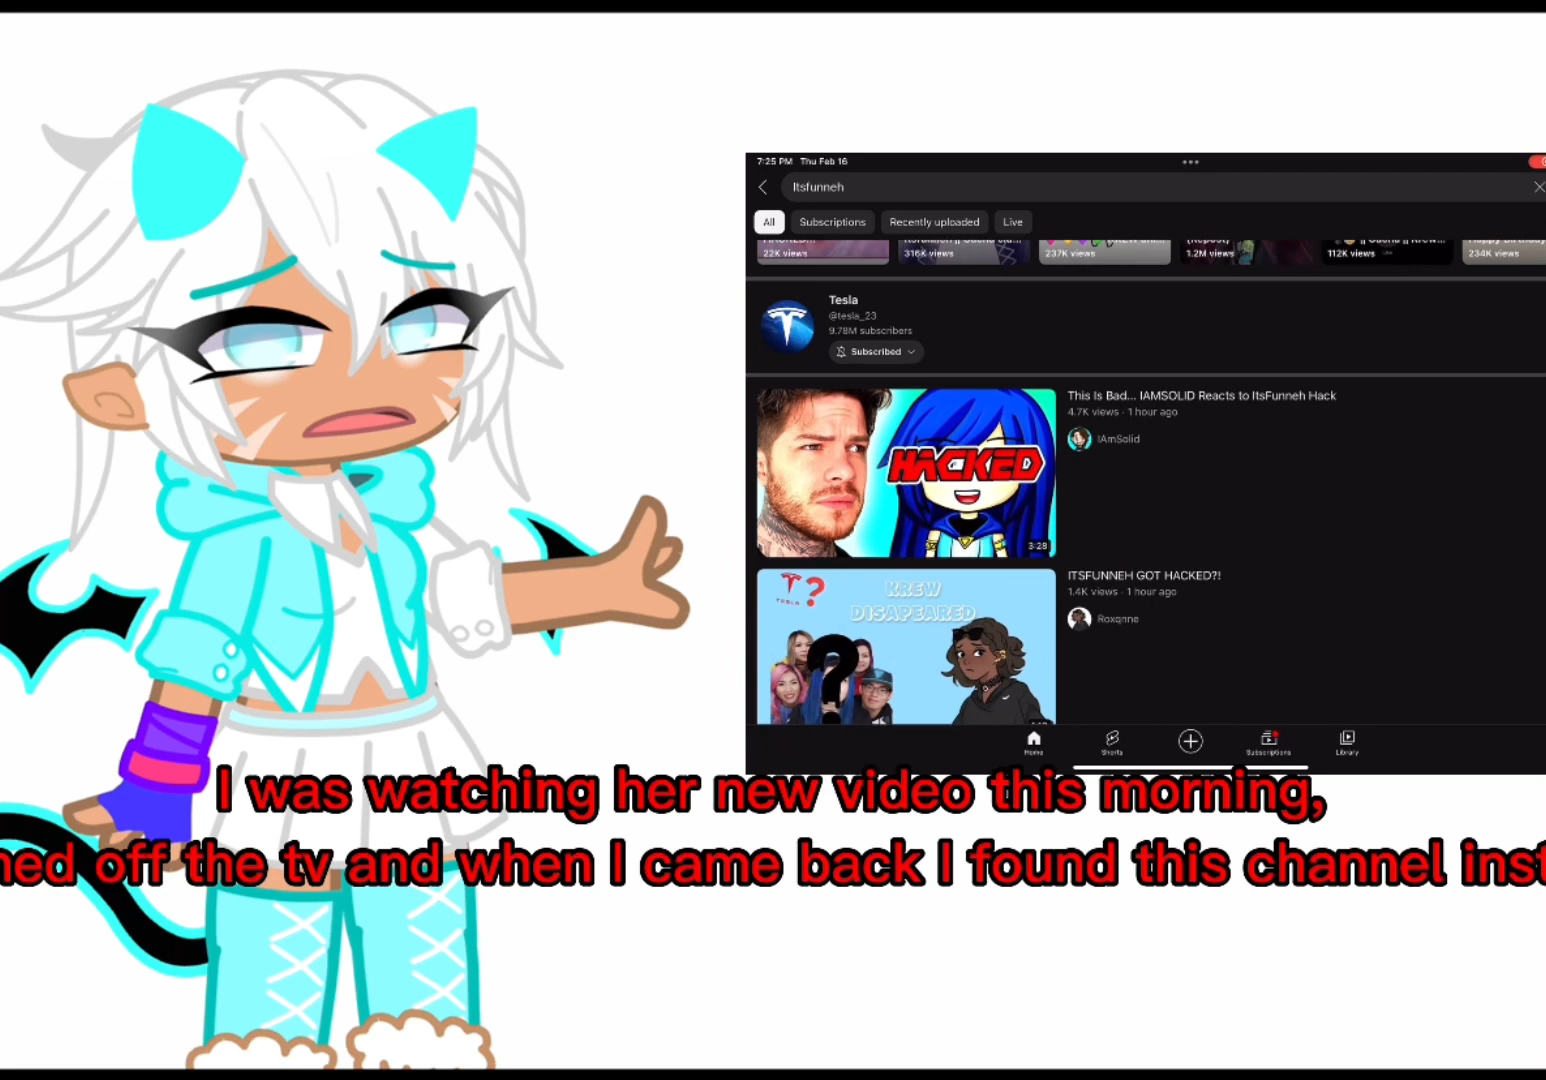 7:25 PM Thu Feb 16
Itsfunneh
All Subscriptions Recently uploaded Live
22K views 316K views 237K views 1.2M views 112K views 234K views
Tesla
@tesla_23
9.78M subscribers
Subscribed
HACKED
3:28
This Is Bad... IAMSOLID Reacts to ItsFunneh Hack
4.7K views · 1 hour ago
IAmSolid
TESLA
?
KREW
DISAPEARED
?
ITSFUNNEH GOT HACKED?!
1.4K views · 1 hour ago
Roxqnne
Home Shorts Subscriptions Library
I was watching her new video this morning,
off the tv and when I came back I found this channel